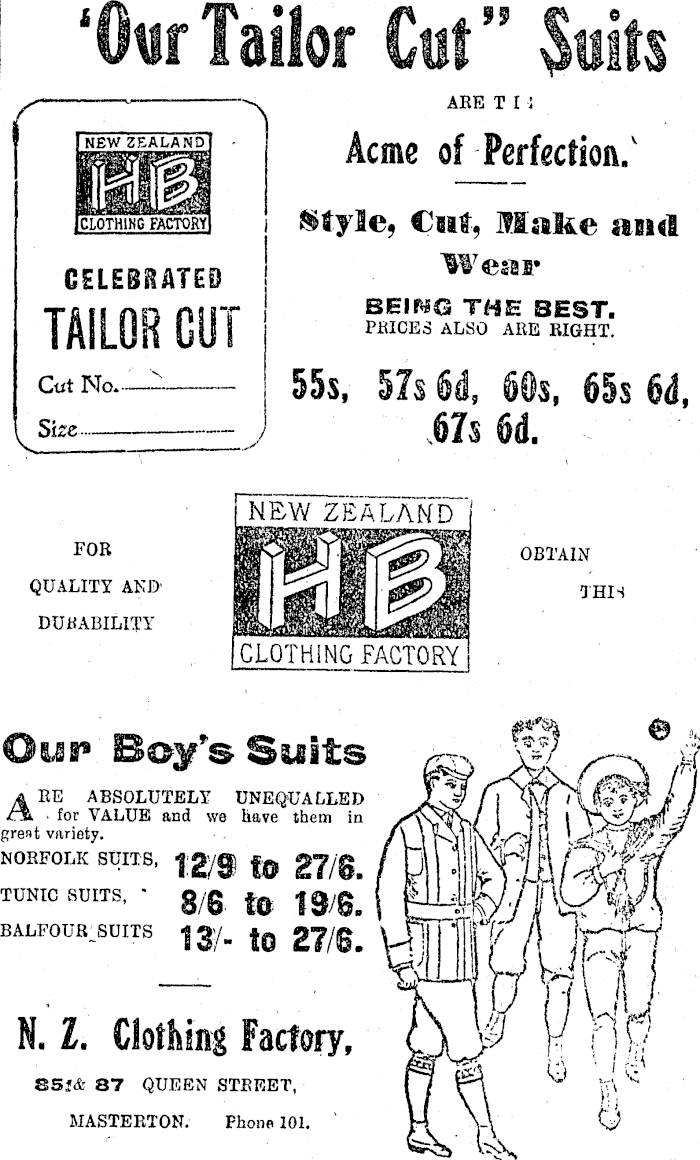 "Our Tailor Cut" Suits
ARE THE
Acme of Perfection.
Style, Cut, Make and
Wear
BEING THE BEST.
PRICES ALSO ARE RIGHT.
55s, 57s 6d, 60s, 65s 6d,
67s 6d.
NEW ZEALAND
HB
CLOTHING FACTORY
CELEBRATED
TAILOR CUT
Cut No.
Size
FOR
QUALITY AND
DURABILITY
NEW ZEALAND
HB
CLOTHING FACTORY
OBTAIN
THIS
Our Boy's Suits
ARE ABSOLUTELY UNEQUALLED
for VALUE and we have them in
great variety.
NORFOLK SUITS, 12/9 to 27/6.
TUNIC SUITS, 8/6 to 19/6.
BALFOUR SUITS 13/- to 27/6.
N. Z. Clothing Factory,
85 & 87 QUEEN STREET,
MASTERTON. Phone 101.